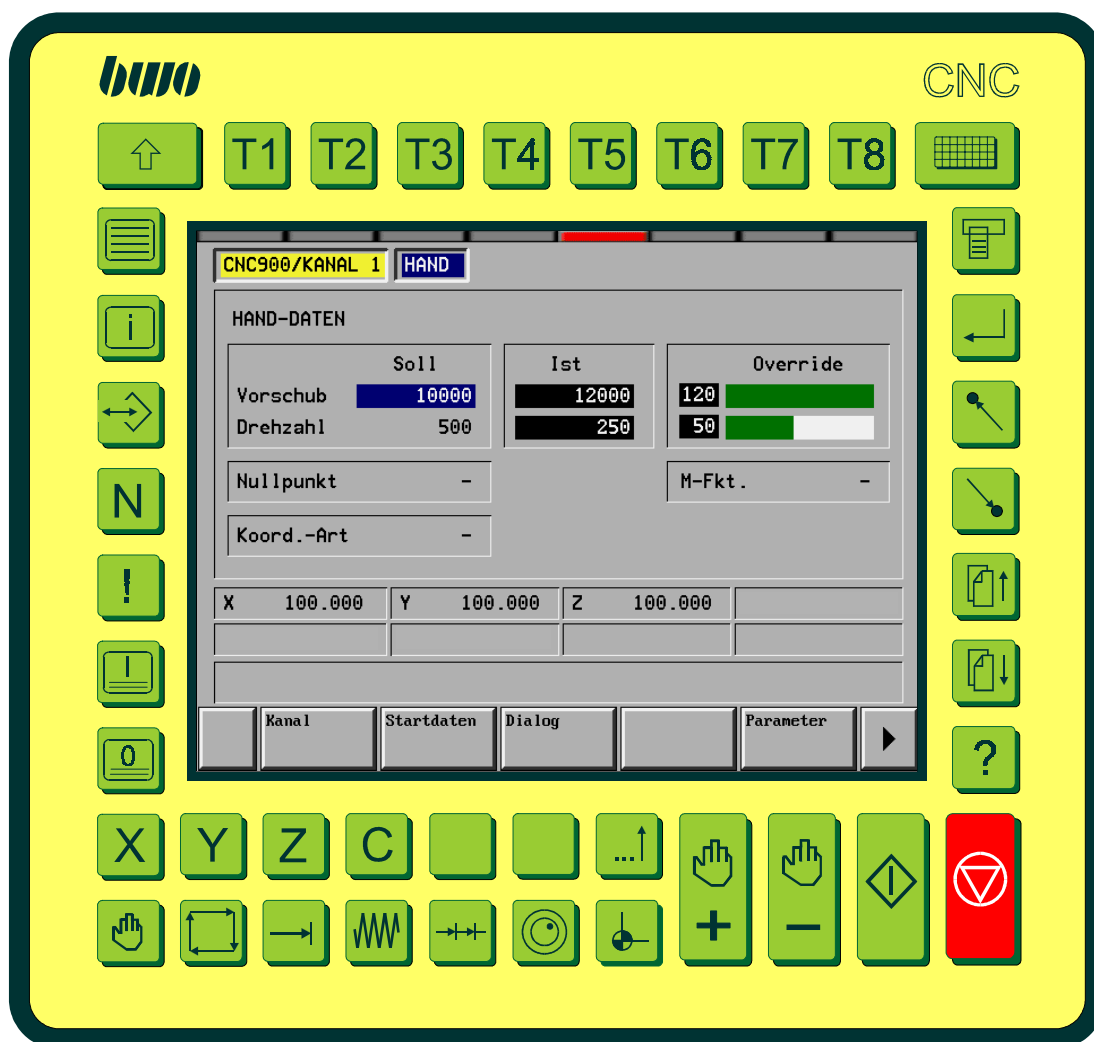 bwo CNC
T1 T2 T3 T4 T5 T6 T7 T8
CNC900/KANAL 1 HAND
HAND-DATEN
Soll Ist Override
Vorschub 10000 12000 120
Drehzahl 500 250 50
Nullpunkt - M-Fkt. -
Koord.-Art -
X 100.000 Y 100.000 Z 100.000
Kanal Startdaten Dialog Parameter
i
N
!
I
0
?
X Y Z C ...
+ -